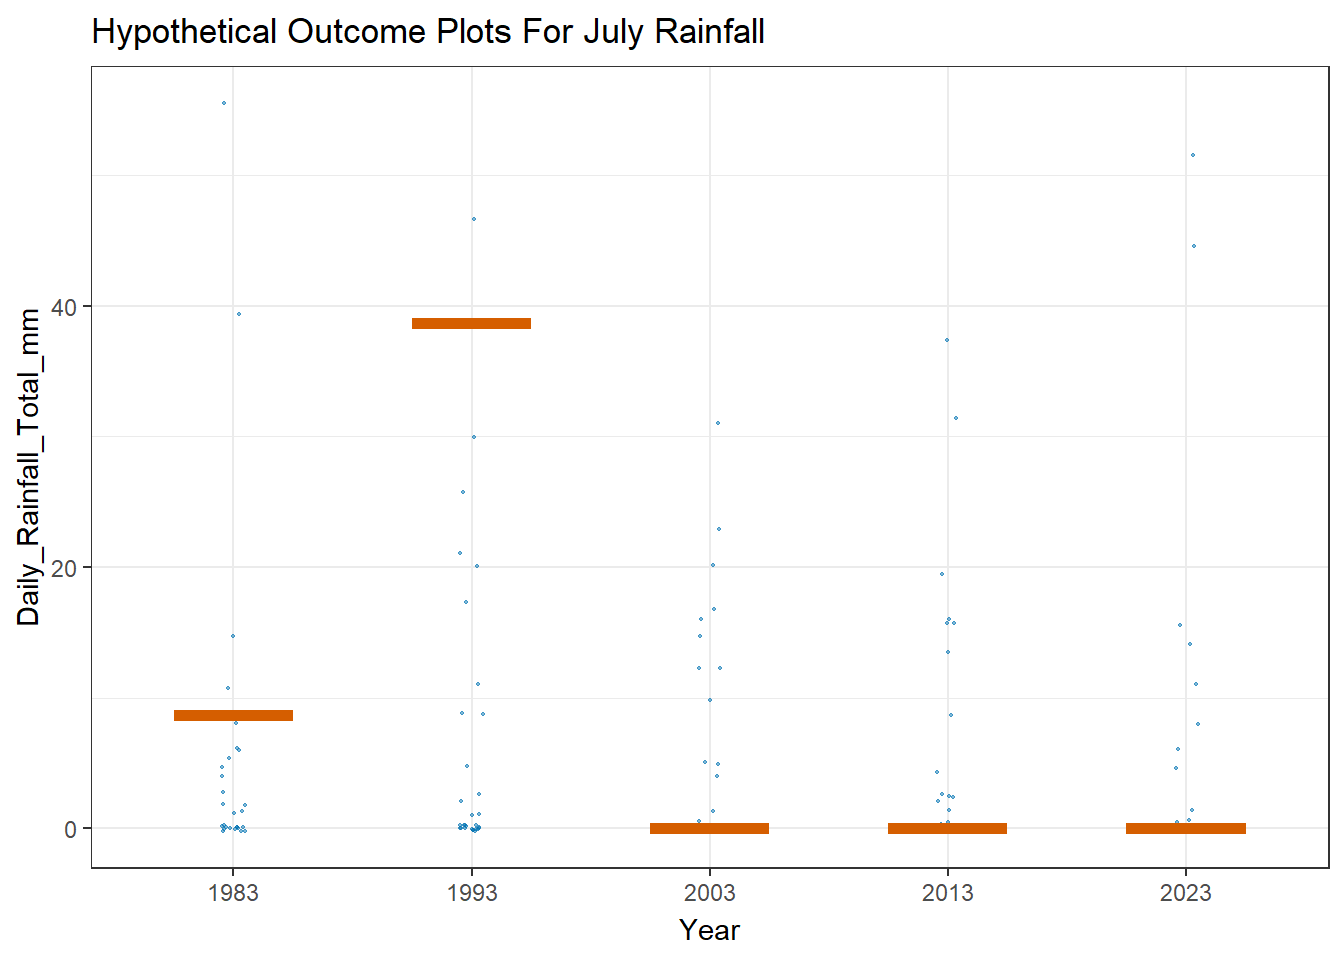 Hypothetical Outcome Plots For July Rainfall
Daily_Rainfall_Total_mm
40
20
0
1983 1993 2003 2013 2023
Year